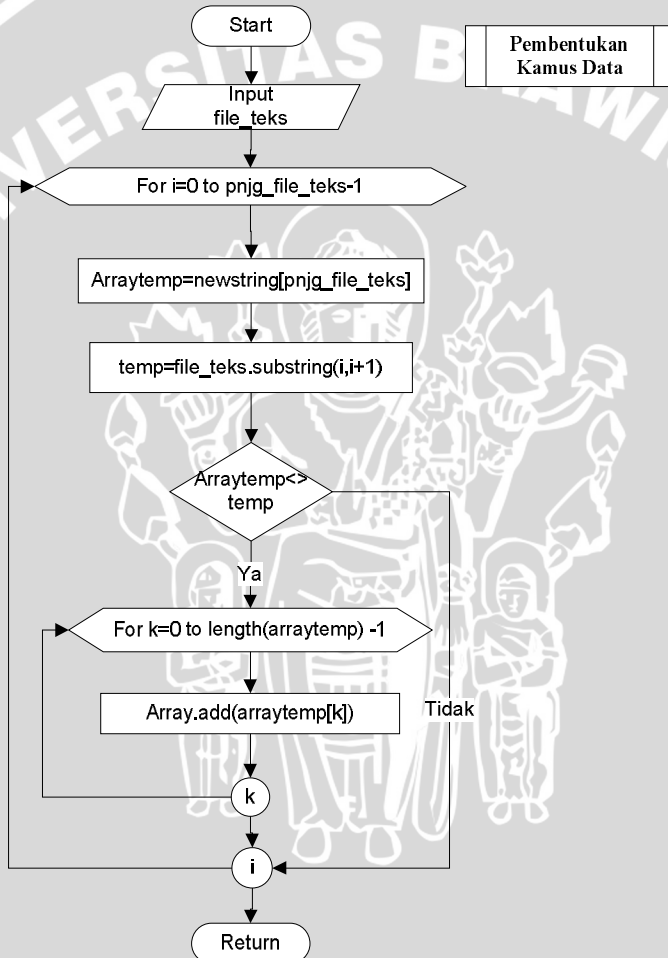 Start
Pembentukan
Kamus Data
Input
file_teks
For i=0 to pnjg_file_teks-1
Arraytemp=newstring[pnjg_file_teks]
temp=file_teks.substring(i,i+1)
Arraytemp<>
temp
Ya
For k=0 to length(arraytemp) -1
Array.add(arraytemp[k])
Tidak
k
i
Return